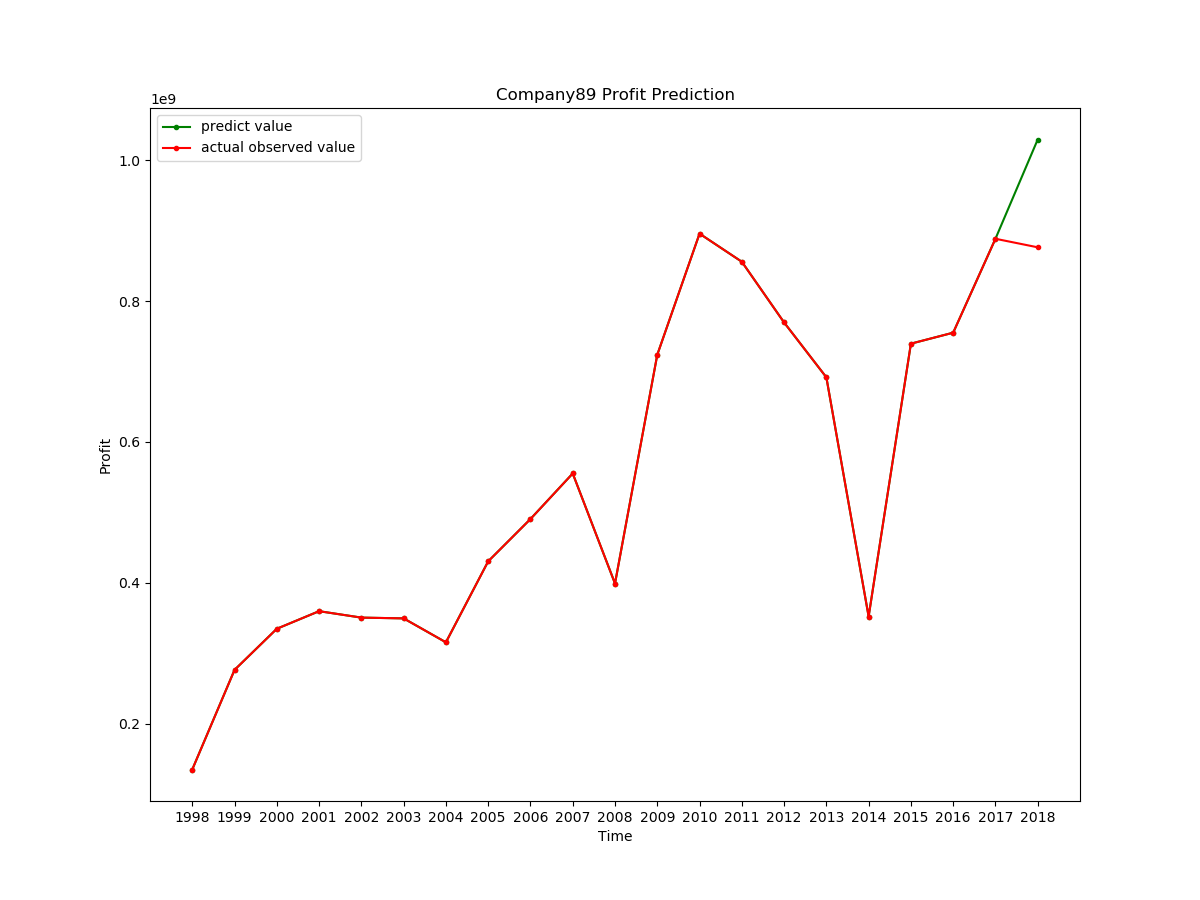 Company89 Profit Prediction
1e9
predict value
actual observed value
1.0
0.8
0.6
0.4
0.2
Profit
1998 1999 2000 2001 2002 2003 2004 2005 2006 2007 2008 2009 2010 2011 2012 2013 2014 2015 2016 2017 2018
Time